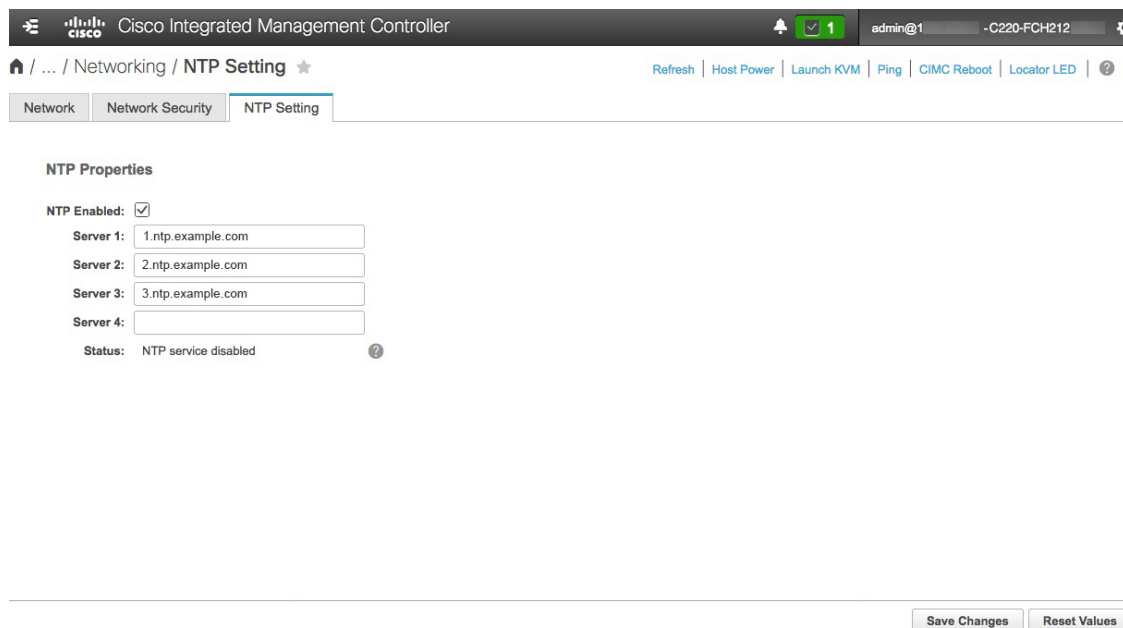 cisco Cisco Integrated Management Controller 1 admin@1 -C220-FCH212
/ ... / Networking / NTP Setting Refresh | Host Power | Launch KVM | Ping | CIMC Reboot | Locator LED | ?
Network Network Security NTP Setting
NTP Properties
NTP Enabled:
Server 1: 1.ntp.example.com
Server 2: 2.ntp.example.com
Server 3: 3.ntp.example.com
Server 4:
Status: NTP service disabled ?
Save Changes Reset Values